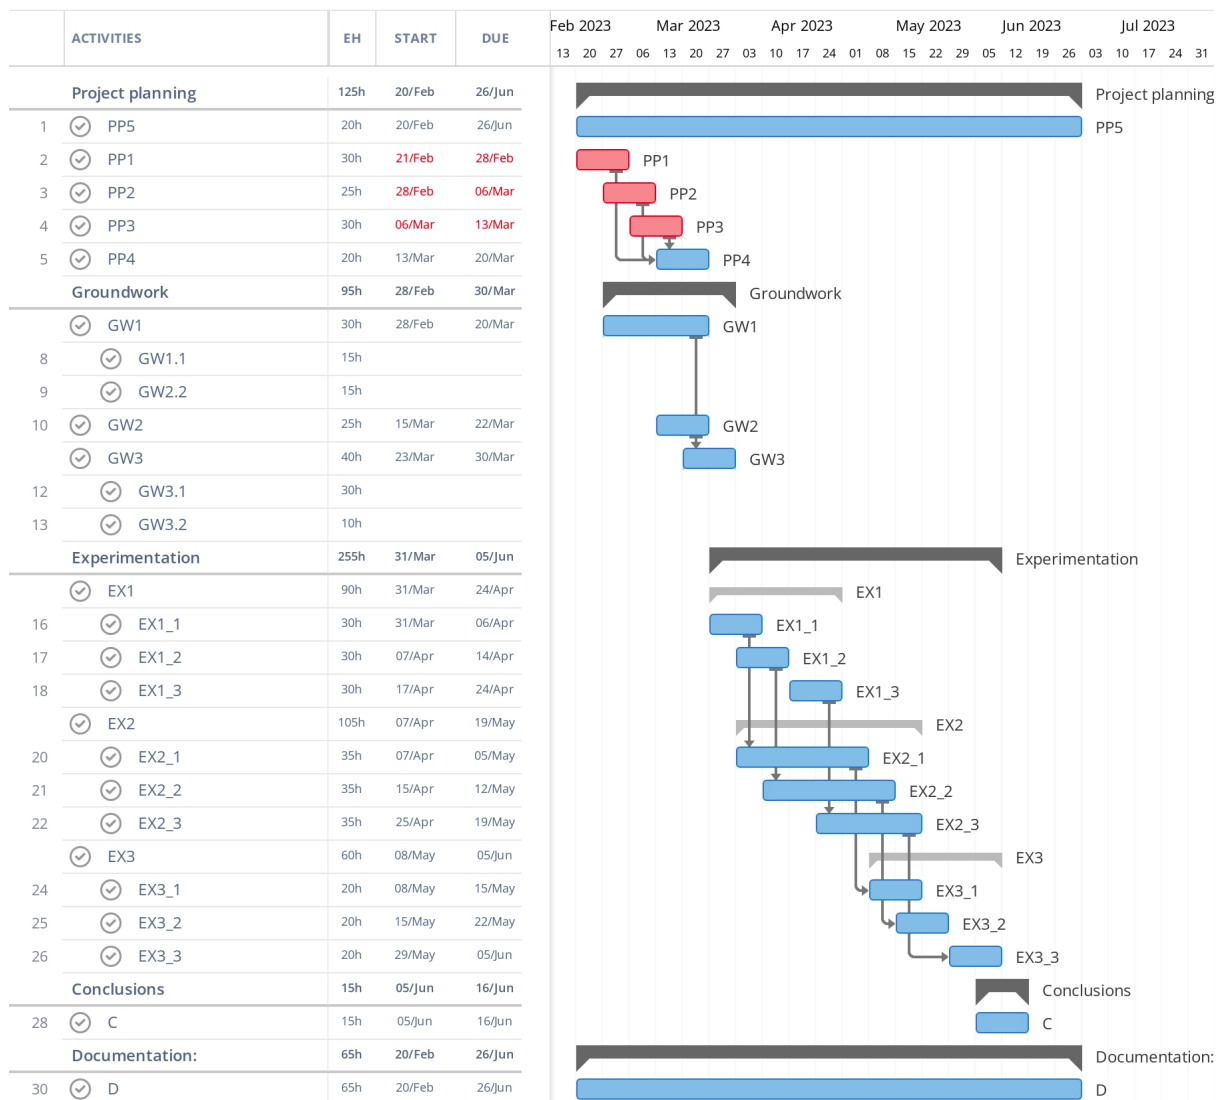 ACTIVITIES EH START DUE Feb 2023 Mar 2023 Apr 2023 May 2023 Jun 2023 Jul 2023
13 20 27 06 13 20 27 03 10 17 24 01 08 15 22 29 05 12 19 26 03 10 17 24 31
Project planning 125h 20/Feb 26/Jun Project planning
1 PP5 20h 20/Feb 26/Jun PP5
2 PP1 30h 21/Feb 28/Feb PP1
3 PP2 25h 28/Feb 06/Mar PP2
4 PP3 30h 06/Mar 13/Mar PP3
5 PP4 20h 13/Mar 20/Mar PP4
Groundwork 95h 28/Feb 30/Mar Groundwork
GW1 30h 28/Feb 20/Mar GW1
8 GW1.1 15h
9 GW2.2 15h
10 GW2 25h 15/Mar 22/Mar GW2
GW3 40h 23/Mar 30/Mar GW3
12 GW3.1 30h
13 GW3.2 10h
Experimentation 255h 31/Mar 05/Jun Experimentation
EX1 90h 31/Mar 24/Apr EX1
16 EX1_1 30h 31/Mar 06/Apr EX1_1
17 EX1_2 30h 07/Apr 14/Apr EX1_2
18 EX1_3 30h 17/Apr 24/Apr EX1_3
EX2 105h 07/Apr 19/May EX2
20 EX2_1 35h 07/Apr 05/May EX2_1
21 EX2_2 35h 15/Apr 12/May EX2_2
22 EX2_3 35h 25/Apr 19/May EX2_3
EX3 60h 08/May 05/Jun EX3
24 EX3_1 20h 08/May 15/May EX3_1
25 EX3_2 20h 15/May 22/May EX3_2
26 EX3_3 20h 29/May 05/Jun EX3_3
Conclusions 15h 05/Jun 16/Jun Conclusions
28 C 15h 05/Jun 16/Jun C
Documentation: 65h 20/Feb 26/Jun Documentation:
30 D 65h 20/Feb 26/Jun D